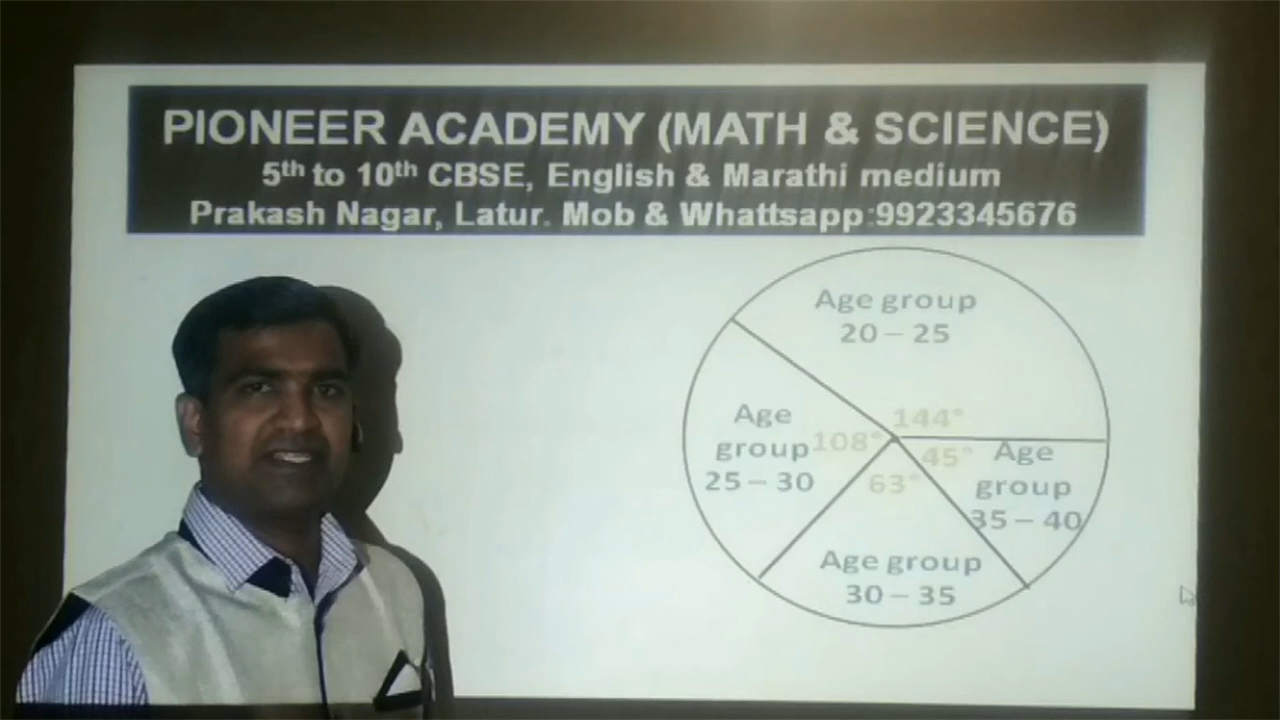 PIONEER ACADEMY (MATH & SCIENCE)
5th to 10th CBSE, English & Marathi medium
Prakash Nagar, Latur. Mob & Whattsapp:9923345676
Age group
20 – 25
144°
Age
group
25 – 30
108°
45°
Age
group
35 – 40
63°
Age group
30 – 35